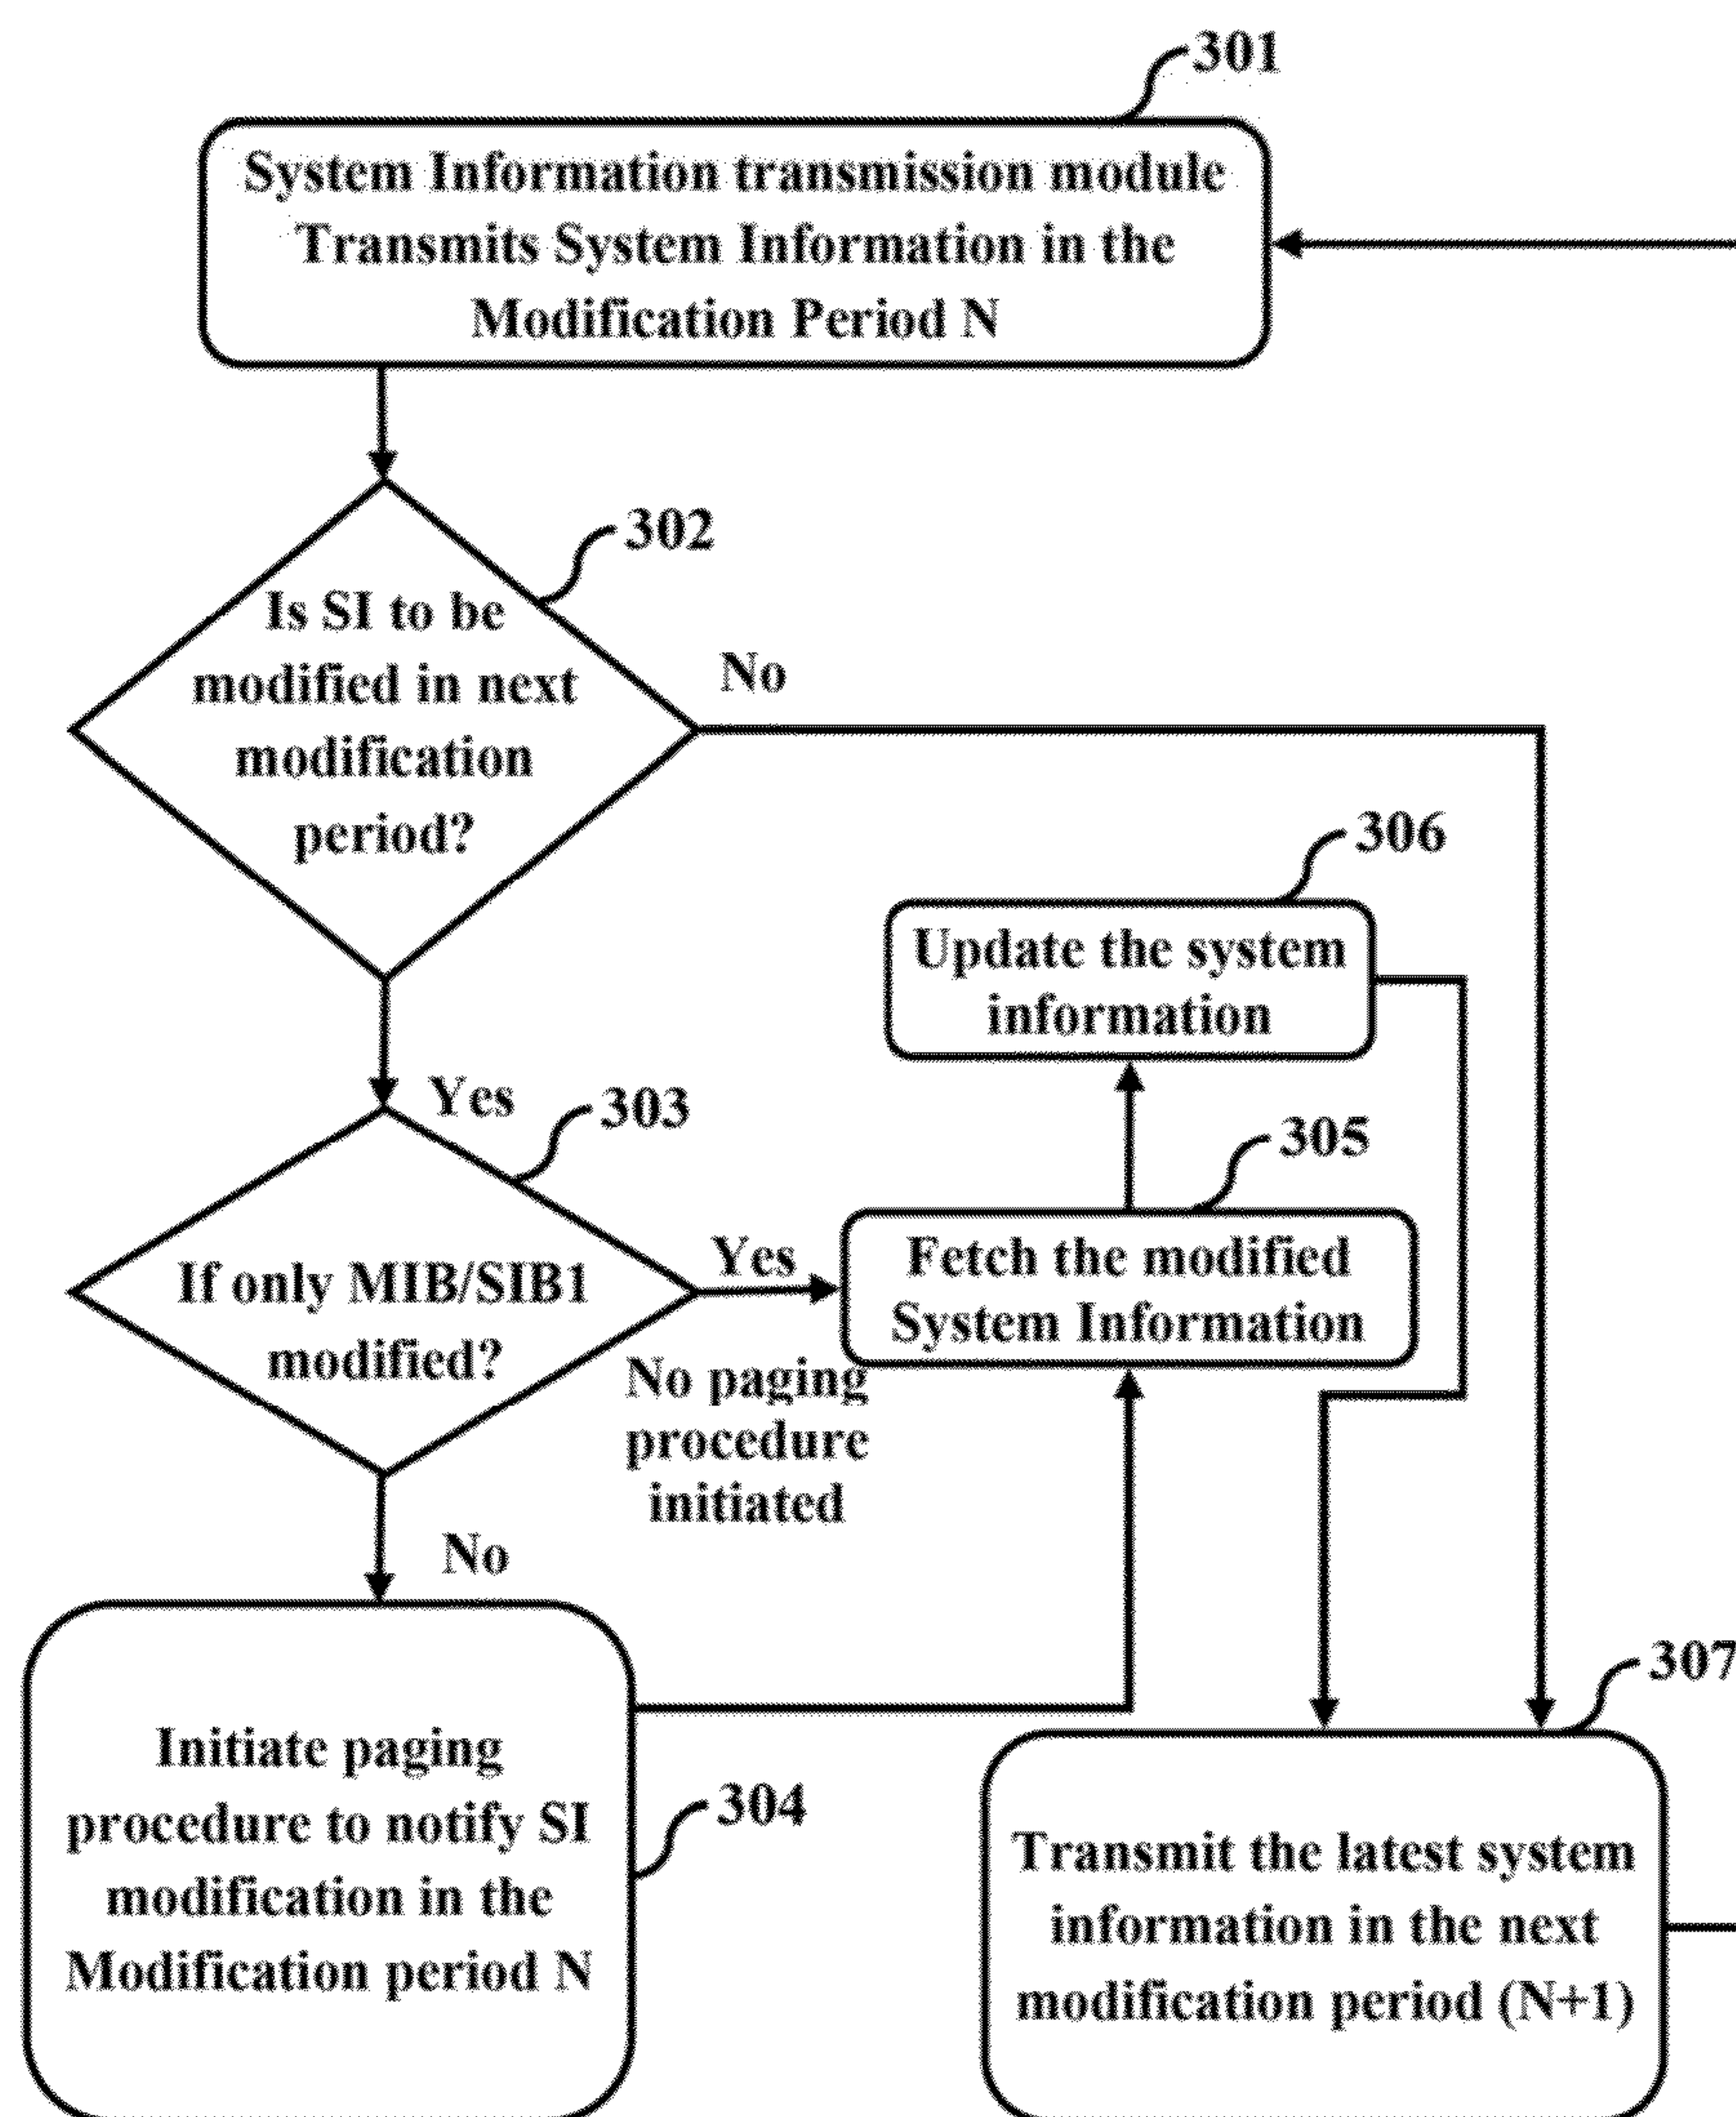 301
System Information transmission module
Transmits System Information in the
Modification Period N
302
Is SI to be
modified in next
modification
period?
No
306
Update the system
information
Yes
303
305
If only MIB/SIB1
modified?
Yes
Fetch the modified
System Information
No paging
procedure
initiated
No
307
Initiate paging
procedure to notify SI
modification in the
Modification period N
304
Transmit the latest system
information in the next
modification period (N+1)